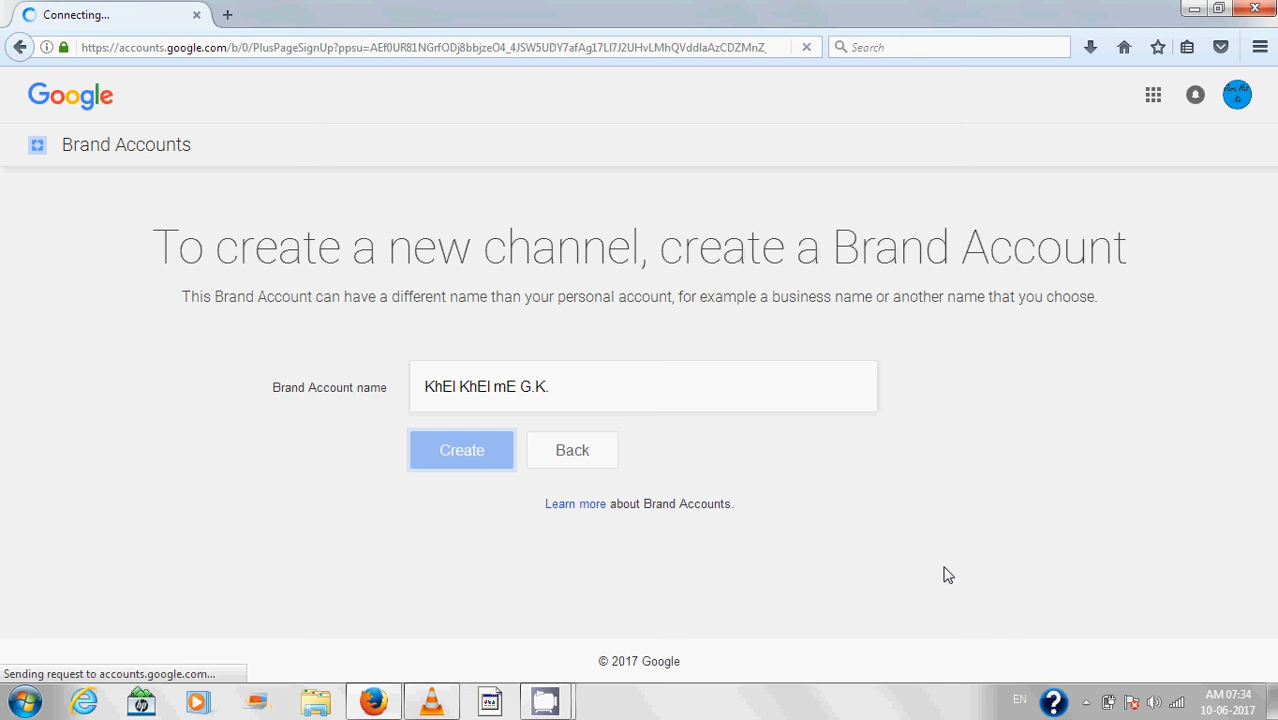 Connecting...
https://accounts.google.com/b/0/PlusPageSignUp?ppsu=AEf0UR81NGrfODj8bbjzeU4_4JSW5UDY7afAg17Ll7J2UHvLMhQVddlaAzCDZMnZ_
Search
Google
Brand Accounts
To create a new channel, create a Brand Account
This Brand Account can have a different name than your personal account, for example a business name or another name that you choose.
Brand Account name
KhEl KhEl mE G.K.
Create
Back
Learn more about Brand Accounts.
© 2017 Google
Sending request to accounts.google.com...
EN
AM 07:34
10-06-2017